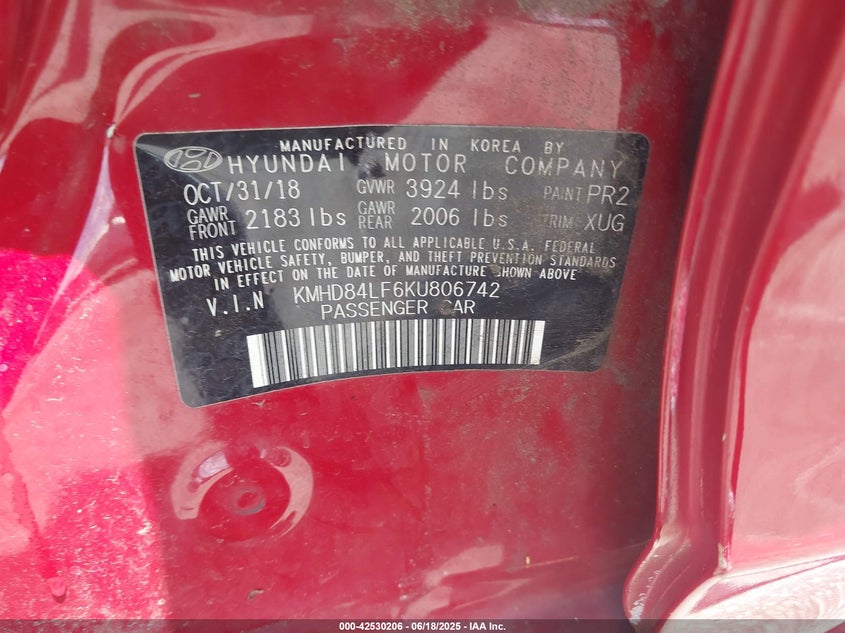 MANUFACTURED IN KOREA BY
HYUNDAI MOTOR COMPANY
OCT/31/18 GVWR 3924 lbs PAINT PR2
GAWR FRONT 2183 lbs GAWR REAR 2006 lbs TRIM XUG
THIS VEHICLE CONFORMS TO ALL APPLICABLE U.S.A. FEDERAL
MOTOR VEHICLE SAFETY, BUMPER, AND THEFT PREVENTION STANDARDS
IN EFFECT ON THE DATE OF MANUFACTURE SHOWN ABOVE
V.I.N KMHD84LF6KU806742
PASSENGER CAR
000-42530206 - 06/18/2025 - IAA Inc.